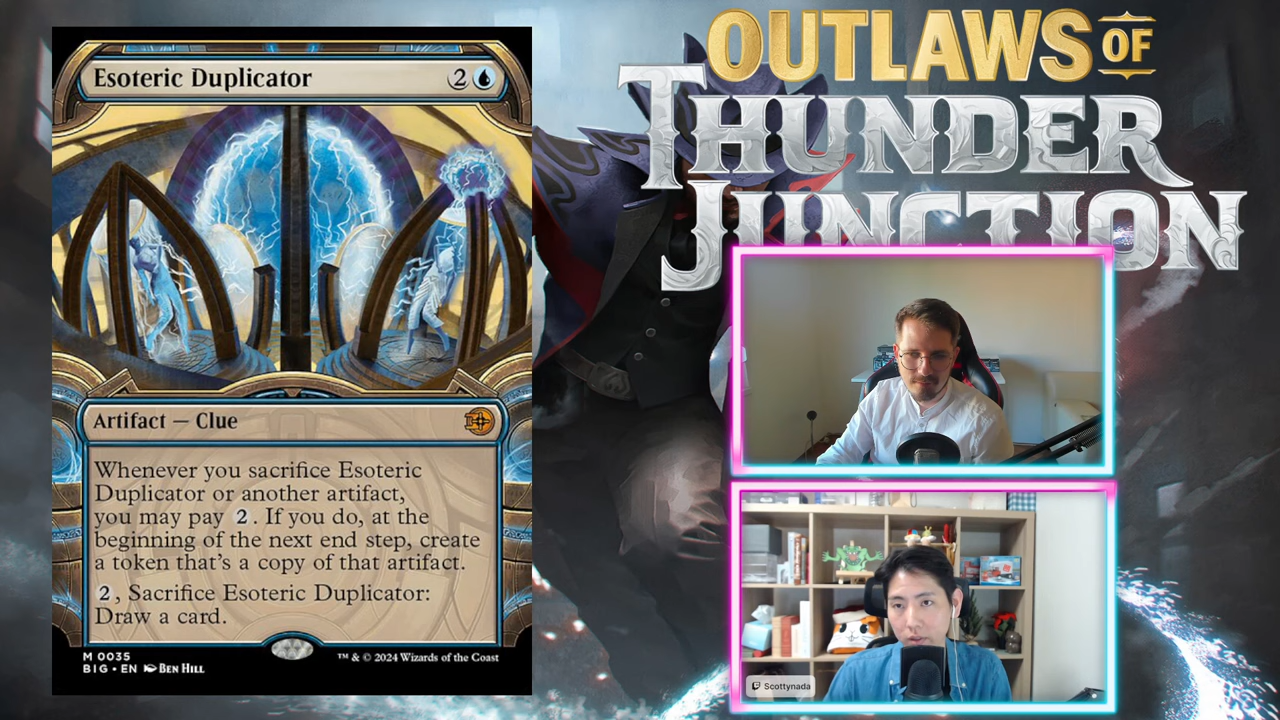 Esoteric Duplicator 2
Artifact — Clue
Whenever you sacrifice Esoteric
Duplicator or another artifact,
you may pay 2. If you do, at the
beginning of the next end step, create
a token that's a copy of that artifact.
2, Sacrifice Esoteric Duplicator:
Draw a card.
M 0035
BIG • EN BEN HILL
™ & © 2024 Wizards of the Coast
OUTLAWS OF
THUNDER
JUNCTION
Scottynada